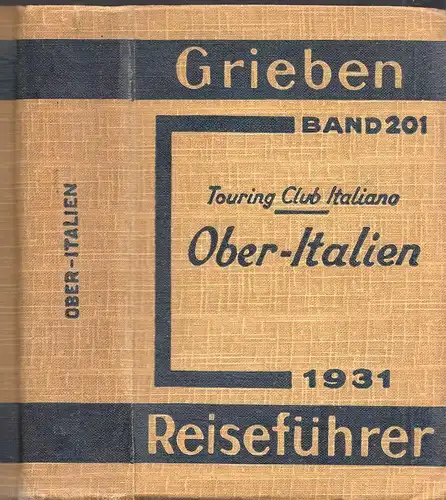 OBER-ITALIEN
Grieben
BAND 201
Touring Club Italiano
Ober-Italien
1931
Reiseführer